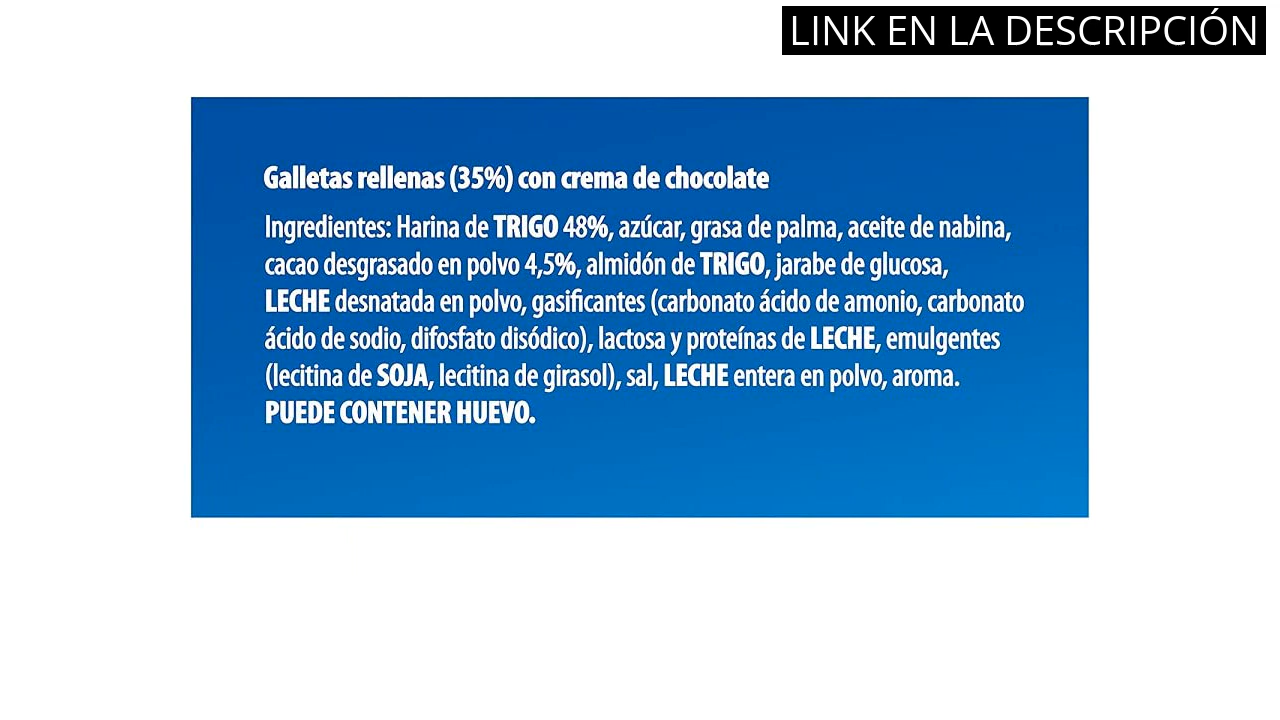 LINK EN LA DESCRIPCIÓN
Galletas rellenas (35%) con crema de chocolate
Ingredientes: Harina de TRIGO 48%, azúcar, grasa de palma, aceite de nabina,
cacao desgrasado en polvo 4,5%, almidón de TRIGO, jarabe de glucosa,
LECHE desnatada en polvo, gasificantes (carbonato ácido de amonio, carbonato
ácido de sodio, difosfato disódico), lactosa y proteínas de LECHE, emulgentes
(lecitina de SOJA, lecitina de girasol), sal, LECHE entera en polvo, aroma.
PUEDE CONTENER HUEVO.